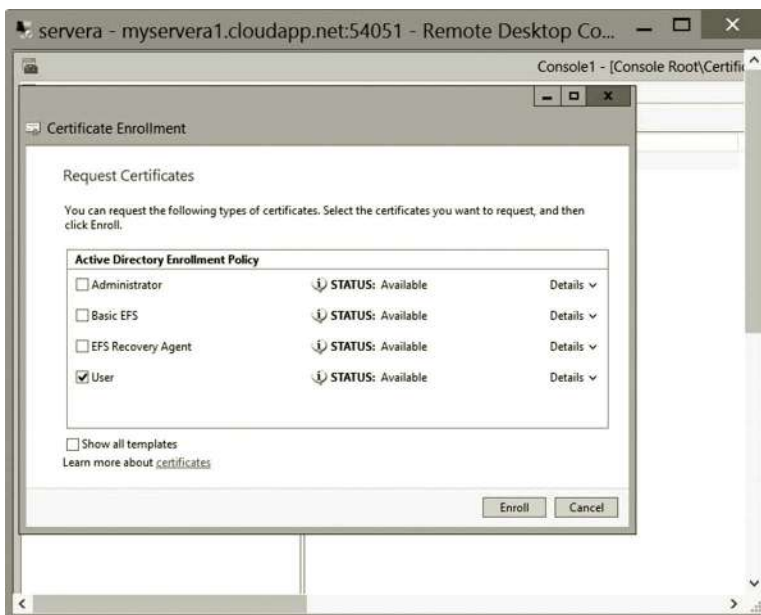 servera - myservera1.cloudapp.net:54051 - Remote Desktop Co...
Console1 - [Console Root\Certific
Certificate Enrollment
Request Certificates
You can request the following types of certificates. Select the certificates you want to request, and then
click Enroll.
Active Directory Enrollment Policy
Administrator STATUS: Available Details
Basic EFS STATUS: Available Details
EFS Recovery Agent STATUS: Available Details
User STATUS: Available Details
Show all templates
Learn more about certificates
Enroll Cancel